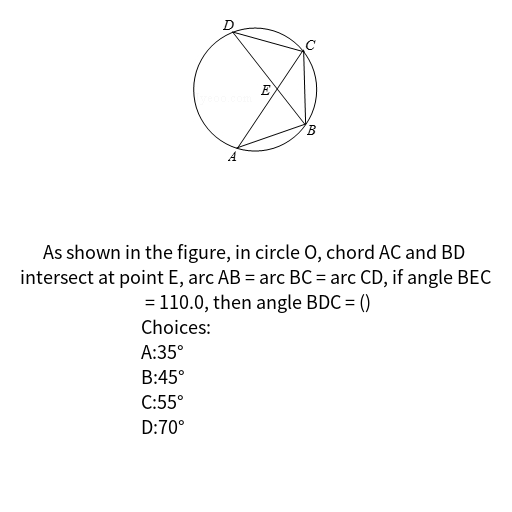 D
C
E
B
A
As shown in the figure, in circle O, chord AC and BD
intersect at point E, arc AB = arc BC = arc CD, if angle BEC
= 110.0, then angle BDC = ()
Choices:
A:35°
B:45°
C:55°
D:70°